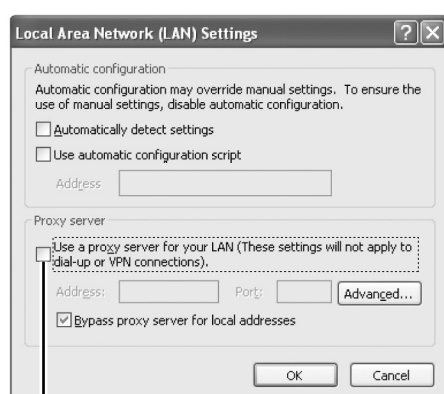 Local Area Network (LAN) Settings
Automatic configuration
Automatic configuration may override manual settings. To ensure the
use of manual settings, disable automatic configuration.
Automatically detect settings
Use automatic configuration script
Address
Proxy server
Use a proxy server for your LAN (These settings will not apply to
dial-up or VPN connections).
Address: Port: Advanced...
Bypass proxy server for local addresses
OK Cancel